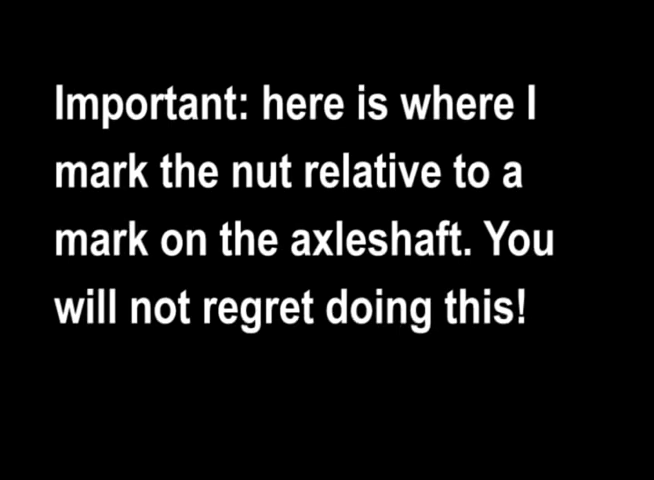 Important: here is where I
mark the nut relative to a
mark on the axleshaft. You
will not regret doing this!